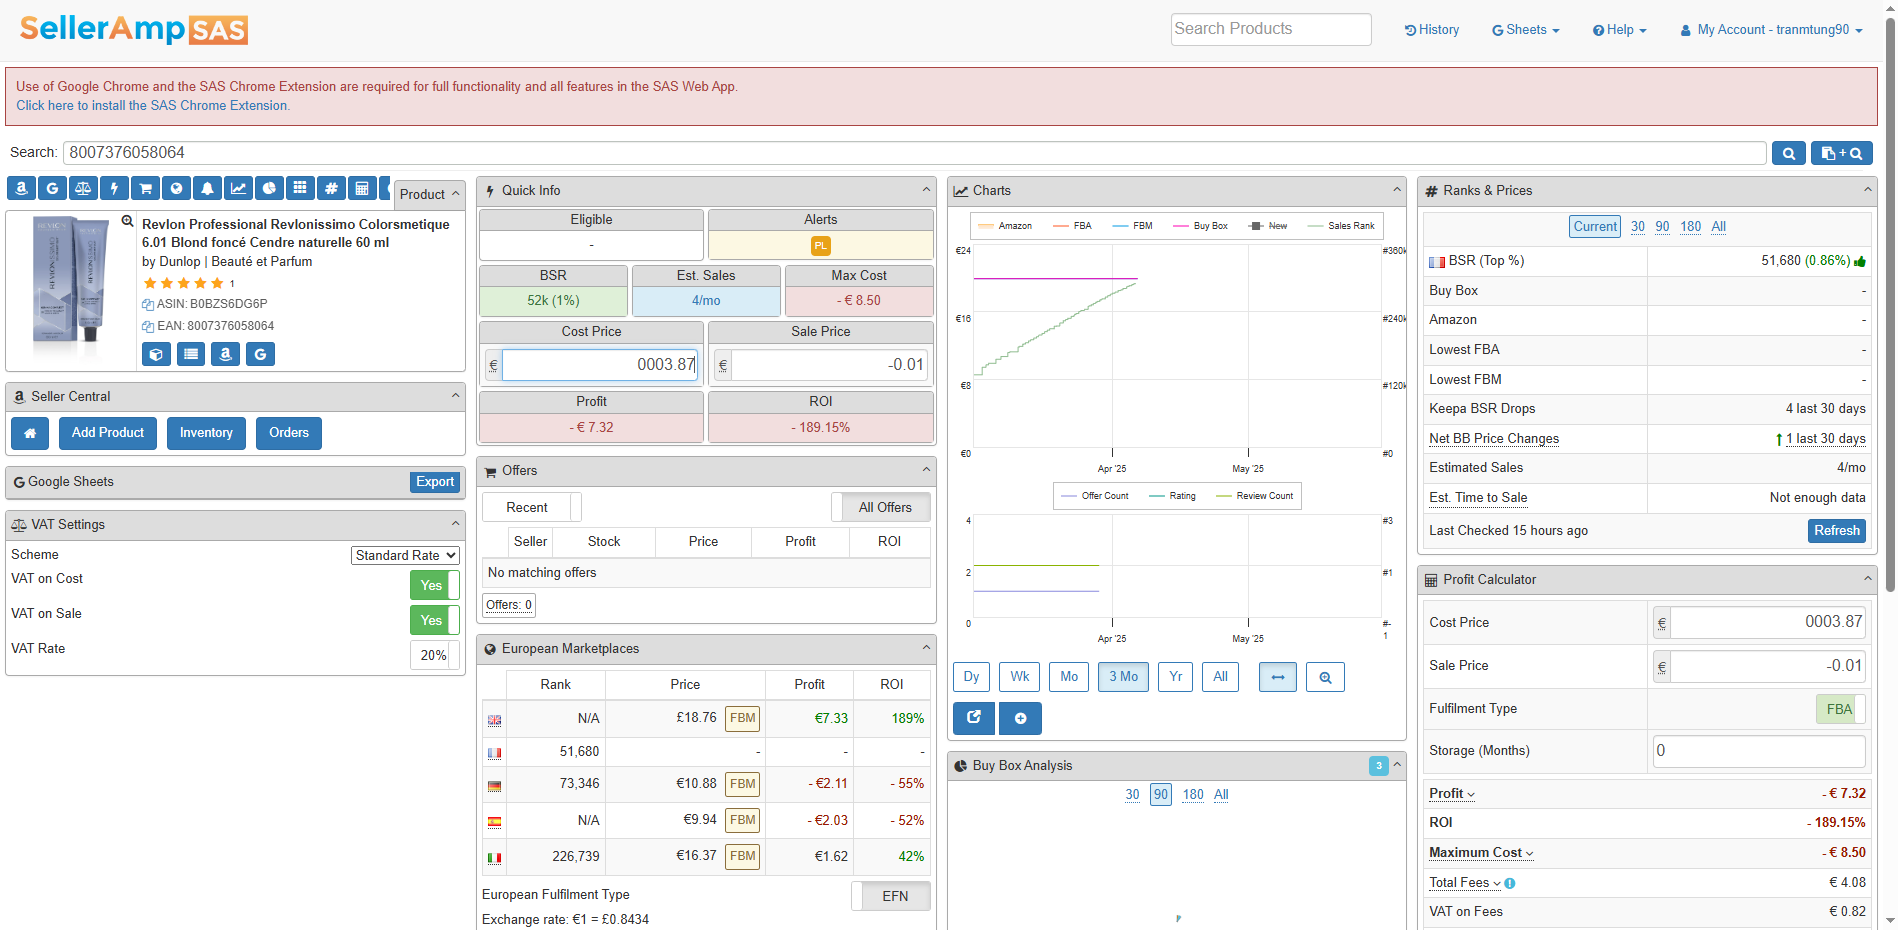 SellerAmp SAS
Search Products
History
Sheets
Help
My Account - tranmtung90
Use of Google Chrome and the SAS Chrome Extension are required for full functionality and all features in the SAS Web App.
Click here to install the SAS Chrome Extension.
Search: 8007376058064
+
Product
Revlon Professional Revlonissimo Colorsmetique
6.01 Blond foncé Cendre naturelle 60 ml
by Dunlop | Beauté et Parfum
1
ASIN: B0BZS6DG6P
EAN: 8007376058064
Seller Central
Add Product
Inventory
Orders
Google Sheets
Export
VAT Settings
Scheme
Standard Rate
VAT on Cost
Yes
VAT on Sale
Yes
VAT Rate
20%
Quick Info
Eligible
Alerts
-
PL
BSR
Est. Sales
Max Cost
52k (1%)
4/mo
- € 8.50
Cost Price
Sale Price
€ 0003.87
€ -0.01
Profit
ROI
- € 7.32
- 189.15%
Offers
Recent
All Offers
Seller Stock Price Profit ROI
No matching offers
Offers: 0
European Marketplaces
Rank Price Profit ROI
N/A £18.76 FBM €7.33 189%
51,680 - - -
73,346 €10.88 FBM - €2.11 - 55%
N/A €9.94 FBM - €2.03 - 52%
226,739 €16.37 FBM €1.62 42%
European Fulfilment Type
EFN
Exchange rate: €1 = £0.8434
Charts
Amazon FBA FBM Buy Box New Sales Rank
€24 #360k
€16 #240k
€8 #120k
€0 #0
Apr '25 May '25
Offer Count Rating Review Count
4 #3
2 #1
0 #-1
Apr '25 May '25
Dy Wk Mo 3 Mo Yr All
Buy Box Analysis
3
30 90 180 All
Ranks & Prices
Current 30 90 180 All
BSR (Top %) 51,680 (0.86%)
Buy Box -
Amazon -
Lowest FBA -
Lowest FBM -
Keepa BSR Drops 4 last 30 days
Net BB Price Changes 1 last 30 days
Estimated Sales 4/mo
Est. Time to Sale Not enough data
Last Checked 15 hours ago Refresh
Profit Calculator
Cost Price € 0003.87
Sale Price € -0.01
Fulfilment Type FBA
Storage (Months) 0
Profit - € 7.32
ROI - 189.15%
Maximum Cost - € 8.50
Total Fees € 4.08
VAT on Fees € 0.82